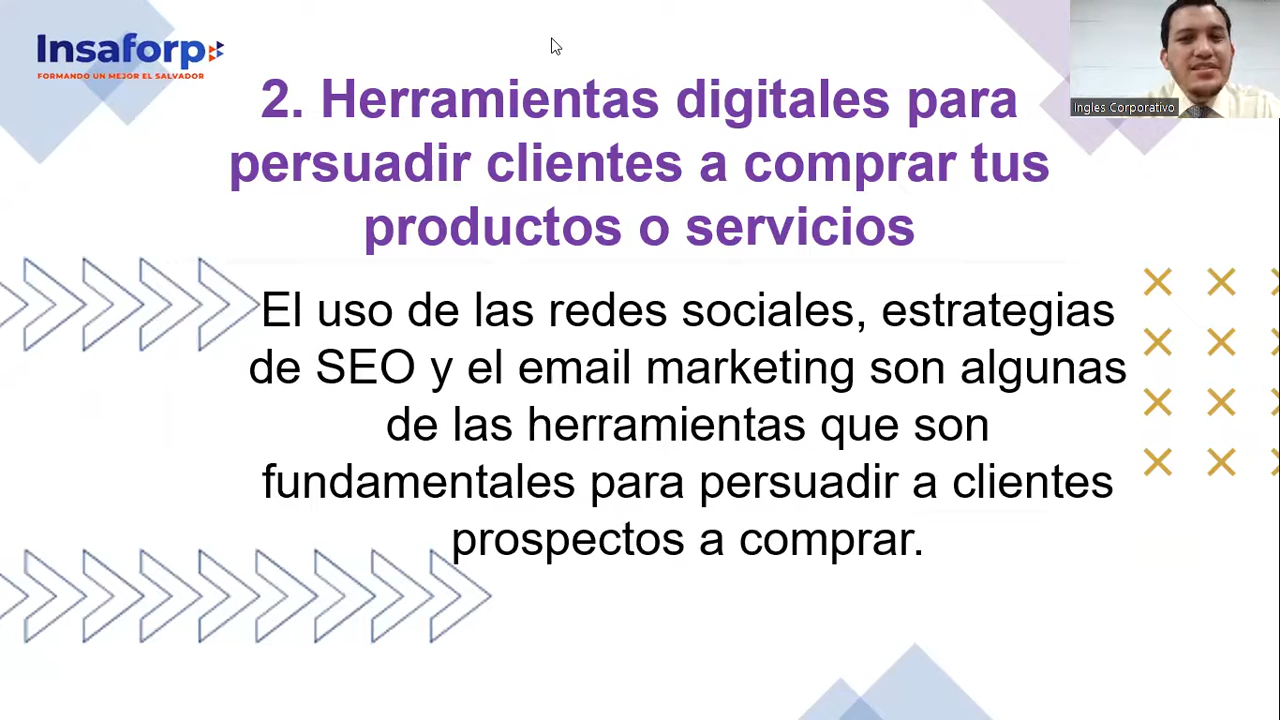 Insaforp
FORMANDO UN MEJOR EL SALVADOR
Ingles Corporativo
2. Herramientas digitales para
persuadir clientes a comprar tus
productos o servicios
El uso de las redes sociales, estrategias
de SEO y el email marketing son algunas
de las herramientas que son
fundamentales para persuadir a clientes
prospectos a comprar.